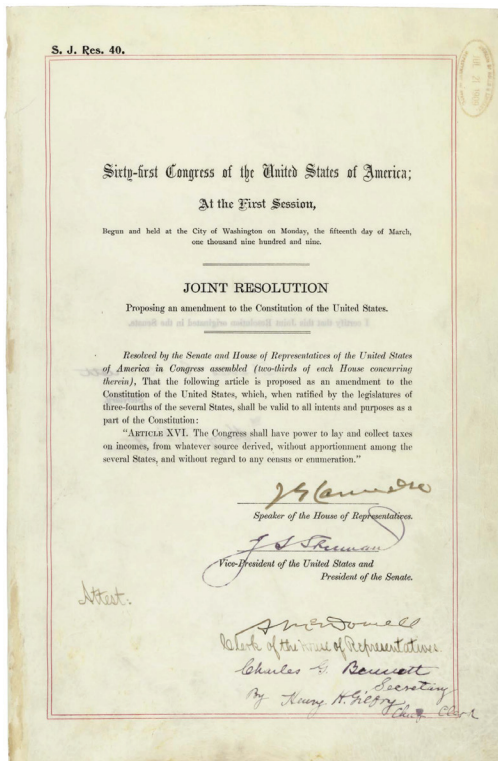 S. J. Res. 40.
Sixty-first Congress of the United States of America;
At the First Session,
Begun and held at the City of Washington on Monday, the fifteenth day of March,
one thousand nine hundred and nine.
JOINT RESOLUTION
Proposing an amendment to the Constitution of the United States.
Resolved by the Senate and House of Representatives of the United States
of America in Congress assembled (two-thirds of each House concurring
therein), That the following article is proposed as an amendment to the
Constitution of the United States, which, when ratified by the legislatures of
three-fourths of the several States, shall be valid to all intents and purposes as a
part of the Constitution:
“ARTICLE XVI. The Congress shall have power to lay and collect taxes
on incomes, from whatever source derived, without apportionment among the
several States, and without regard to any census or enumeration.”
J G Cannon
Speaker of the House of Representatives.
J S Sherman
Vice-President of the United States and
President of the Senate.
Attest:
A McDowell
Clerk of the House of Representatives.
Charles G. Bennett
Secretary
By Henry H. Gilfry
Chief Clerk